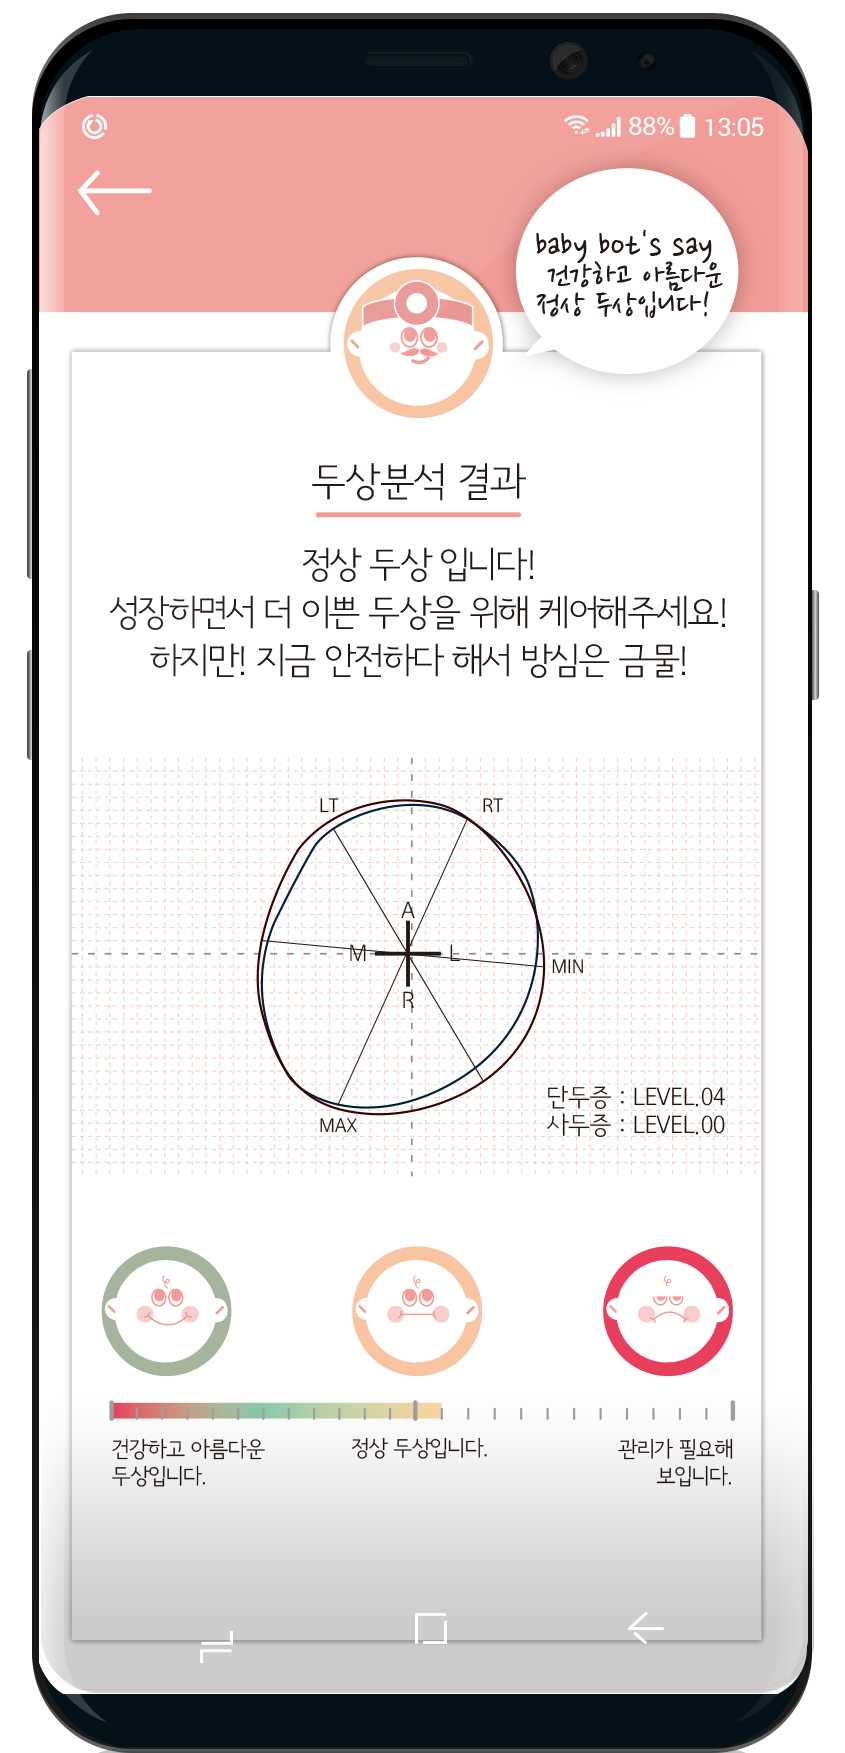 88% 13:05
baby bot's say
건강하고 아름다운
정상 두상입니다!
두상분석 결과
정상 두상 입니다!
성장하면서 더 이쁜 두상을 위해 케어해주세요!
하지만! 지금 안전하다 해서 방심은 금물!
LT RT
A
M L
MIN
R
단두증 : LEVEL.04
사두증 : LEVEL.00
MAX
건강하고 아름다운
두상입니다.
정상 두상입니다.
관리가 필요해
보입니다.